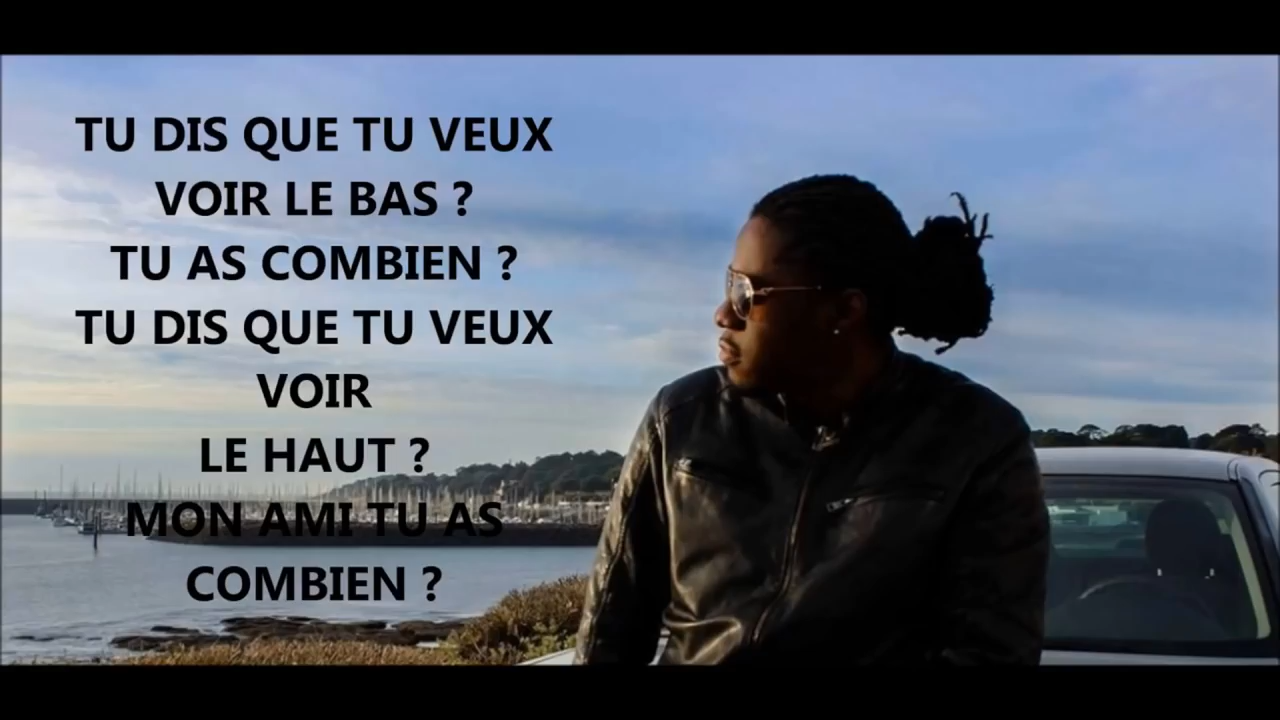 TU DIS QUE TU VEUX
VOIR LE BAS ?
TU AS COMBIEN ?
TU DIS QUE TU VEUX
VOIR
LE HAUT ?
MON AMI TU AS
COMBIEN ?